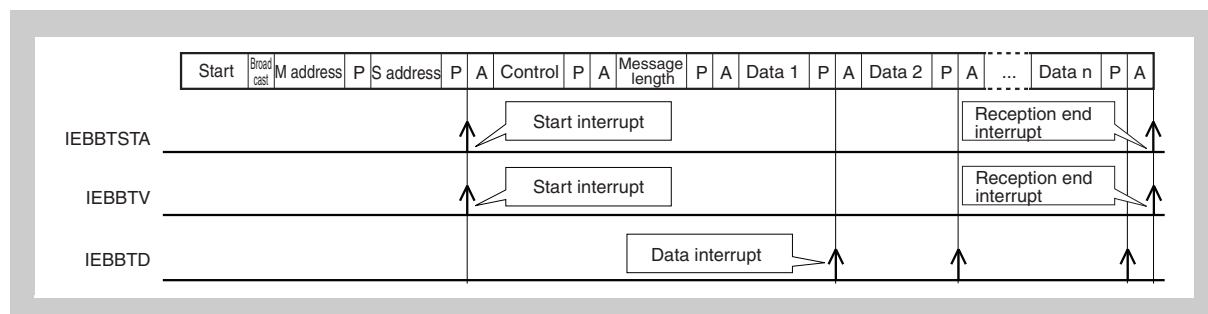 Start Broad cast M address P S address P A Control P A Message length P A Data 1 P A Data 2 P A ... Data n P A
IEBBTSTA Start interrupt Reception end interrupt
IEBBTV Start interrupt Reception end interrupt
IEBBTD Data interrupt